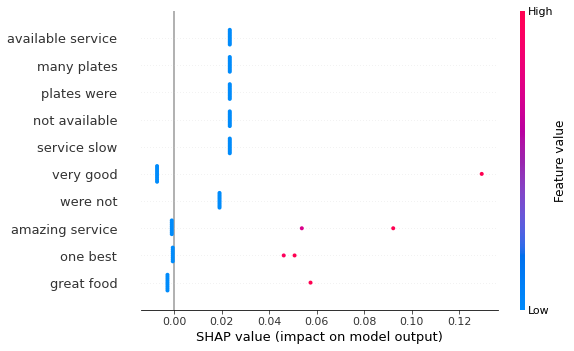 available service
many plates
plates were
not available
service slow
very good
were not
amazing service
one best
great food
0.00 0.02 0.04 0.06 0.08 0.10 0.12
SHAP value (impact on model output)
High
Feature value
Low